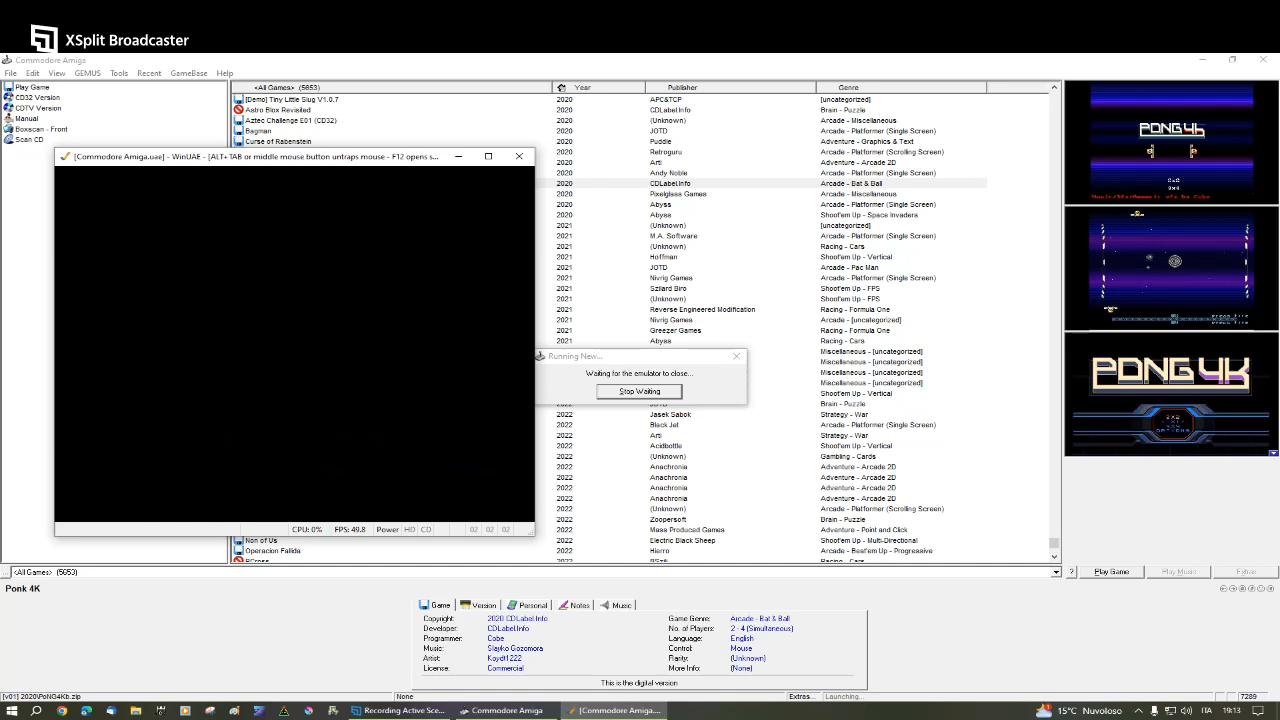 XSplit Broadcaster
Commodore Amiga
File Edit View GEMUS Tools Recent GameBase Help
Play Game
CD32 Version
CDTV Version
Manual
Boxscan - Front
Scan CD
<All Games> (5653) Year Publisher Genre
[Demo] Tiny Little Slug V1.0.7 2020 APC&TCP [uncategorized]
Astro Blox Revisited 2020 CDLabel.Info Brain - Puzzle
Aztec Challenge E01 (CD32) 2020 (Unknown) Arcade - Miscellaneous
Bagman 2020 JOTD Arcade - Platformer (Single Screen)
Curse of Rabenstein 2020 Puddle Adventure - Graphics & Text
2020 Retroguru Arcade - Platformer (Scrolling Screen)
2020 Arti Adventure - Arcade 2D
2020 Andy Noble Arcade - Platformer (Single Screen)
2020 CDLabel.Info Arcade - Bat & Ball
2020 Pixelglass Games Arcade - Miscellaneous
2020 Abyss Arcade - Platformer (Single Screen)
2020 Abyss Shoot'em Up - Space Invaders
2021 (Unknown) [uncategorized]
2021 M.A. Software Arcade - Platformer (Single Screen)
2021 (Unknown) Racing - Cars
2021 Hoffman Shoot'em Up - Vertical
2021 JOTD Arcade - Pac Man
2021 Nivrig Games Arcade - Platformer (Single Screen)
2021 Szilard Biro Shoot'em Up - FPS
2021 (Unknown) Shoot'em Up - FPS
2021 Reverse Engineered Modification Racing - Formula One
2021 Nivrig Games Arcade - [uncategorized]
2021 Greezer Games Racing - Formula One
2021 Abyss Racing - Cars
Miscellaneous - [uncategorized]
Miscellaneous - [uncategorized]
Miscellaneous - [uncategorized]
Miscellaneous - [uncategorized]
Shoot'em Up - Vertical
Brain - Puzzle
2022 Jasek Sabok Strategy - War
2022 Black Jet Arcade - Platformer (Single Screen)
2022 Arti Strategy - War
2022 Acidbottle Shoot'em Up - Vertical
2022 (Unknown) Gambling - Cards
2022 Anachronia Adventure - Arcade 2D
2022 Anachronia Adventure - Arcade 2D
2022 Anachronia Adventure - Arcade 2D
2022 Anachronia Adventure - Arcade 2D
2022 (Unknown) Arcade - Platformer (Scrolling Screen)
2022 Zoopersoft Brain - Puzzle
2022 Mass Produced Games Adventure - Point and Click
Non of Us 2022 Electric Black Sheep Shoot'em Up - Multi-Directional
Operacion Fallida 2022 Hierro Arcade - Beat'em Up - Progressive
[Commodore Amiga.uae] - WinUAE - [ALT+TAB or middle mouse button untraps mouse - F12 opens s...
CPU: 0% FPS: 49.8 Power HD CD 02 02 02
Running New...
Waiting for the emulator to close...
Stop Waiting
PONG 4K
PONG 4K
2X2
OPTIONS
... <All Games> (5653) ? Play Game Play Music Extras
Ponk 4K
Game Version Personal Notes Music
Copyright: 2020 CDLabel.Info Game Genre: Arcade - Bat & Ball
Developer: CDLabel.Info No. of Players: 2 - 4 (Simultaneous)
Programmer: Cobe Language: English
Music: Slayko Gozomora Control: Mouse
Artist: Koydt1222 Rarity: (Unknown)
License: Commercial More Info: (None)
This is the digital version
[v01] 2020\PoNG4Kb.zip None Extras... Launching... 7289
Recording Active Sce... Commodore Amiga [Commodore Amiga.... 15°C Nuvoloso ITA 19:13